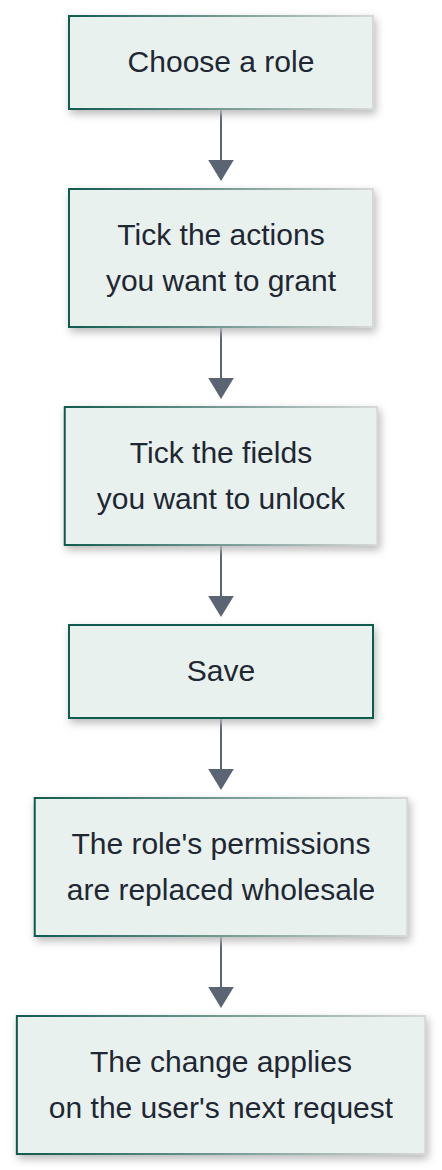 Choose a role
Tick the actions
you want to grant
Tick the fields
you want to unlock
Save
The role's permissions
are replaced wholesale
The change applies
on the user's next request